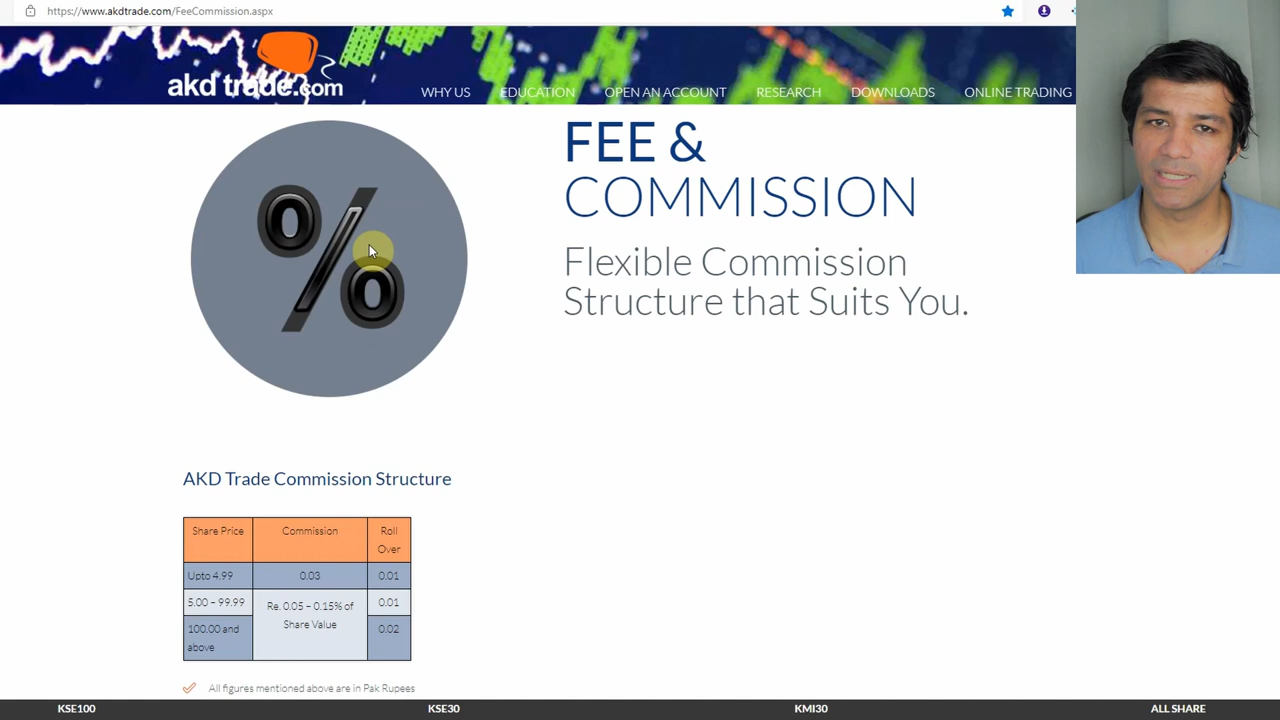 https://www.akdtrade.com/FeeCommission.aspx
akd trade.com
WHY US EDUCATION OPEN AN ACCOUNT RESEARCH DOWNLOADS ONLINE TRADING
%
FEE &
COMMISSION
Flexible Commission
Structure that Suits You.
AKD Trade Commission Structure
Share Price Commission Roll Over
Upto 4.99 0.03 0.01
5.00 – 99.99 Re. 0.05 – 0.15% of Share Value 0.01
100.00 and above 0.02
All figures mentioned above are in Pak Rupees
KSE100 KSE30 KMI30 ALL SHARE